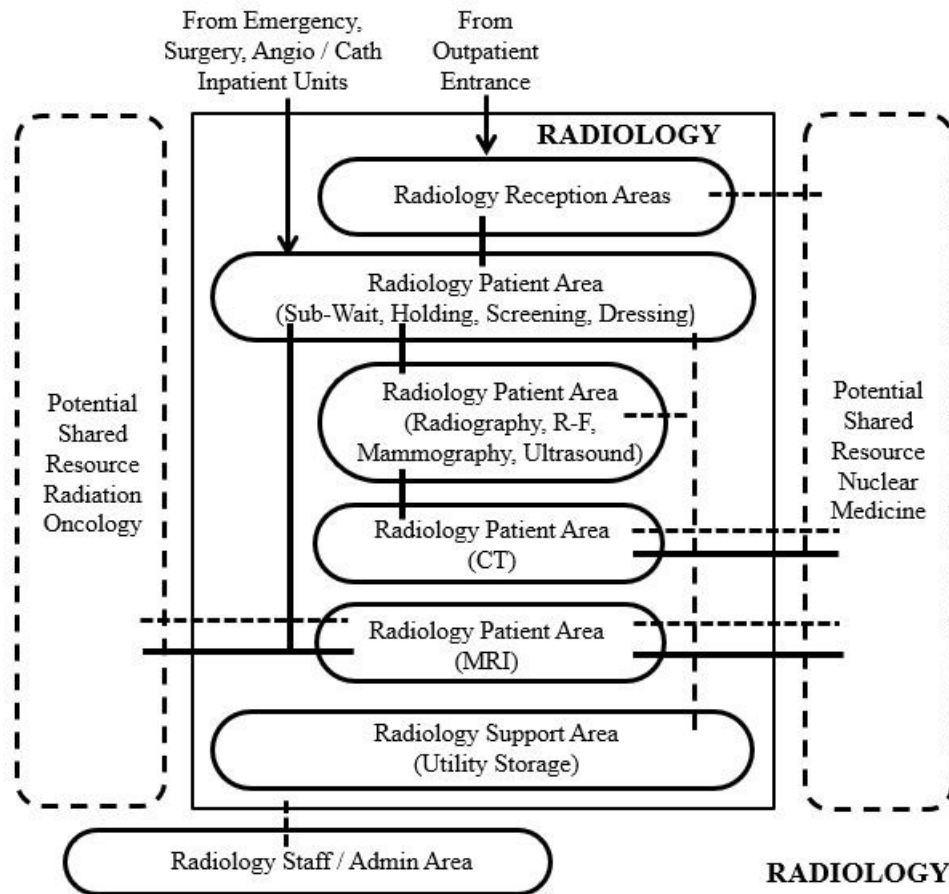 From Emergency,
Surgery, Angio / Cath
Inpatient Units
From
Outpatient
Entrance
RADIOLOGY
Radiology Reception Areas
Radiology Patient Area
(Sub-Wait, Holding, Screening, Dressing)
Radiology Patient Area
(Radiography, R-F,
Mammography, Ultrasound)
Potential
Shared
Resource
Radiation
Oncology
Potential
Shared
Resource
Nuclear
Medicine
Radiology Patient Area
(CT)
Radiology Patient Area
(MRI)
Radiology Support Area
(Utility Storage)
Radiology Staff / Admin Area
RADIOLOGY